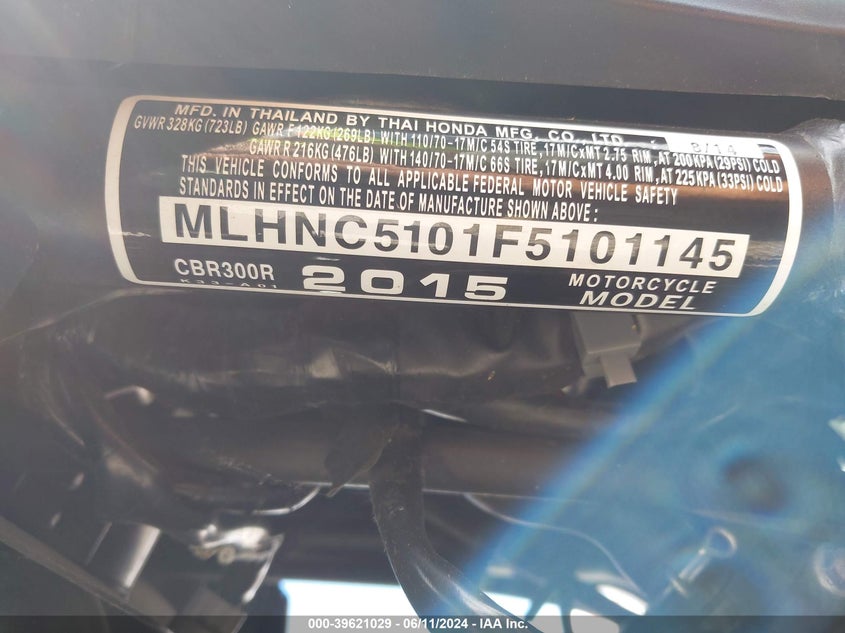 MFD. IN THAILAND BY THAI HONDA MFG. CO., LTD. 8/14
GVWR 328KG (723LB) GAWR F 122KG (269LB) WITH 110/70-17M/C 54S TIRE, 17M/CxMT 2.75 RIM, AT 200KPA (29PSI) COLD
GAWR R 216KG (476LB) WITH 140/70-17M/C 66S TIRE, 17M/CxMT 4.00 RIM, AT 225KPA (33PSI) COLD
THIS VEHICLE CONFORMS TO ALL APPLICABLE FEDERAL MOTOR VEHICLE SAFETY
STANDARDS IN EFFECT ON THE DATE OF MANUFACTURE SHOWN ABOVE:
MLHNC5101F5101145
CBR300R 2015 MOTORCYCLE
K33-A01 MODEL
000-39621029 - 06/11/2024 - IAA Inc.